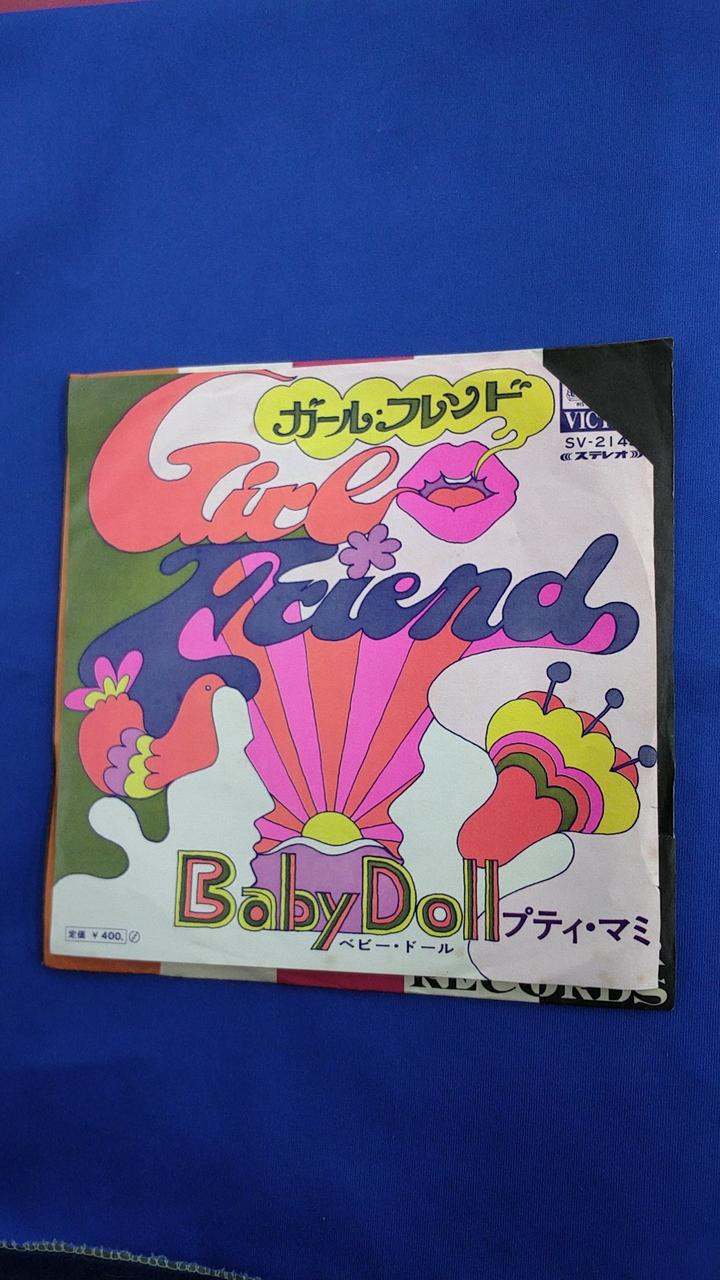 ガール・フレンド
VIC
SV-214
ステレオ
Girl
Friend
Baby Doll
プティ・マミ
ベビー・ドール
定価 ¥400.
RECORDS